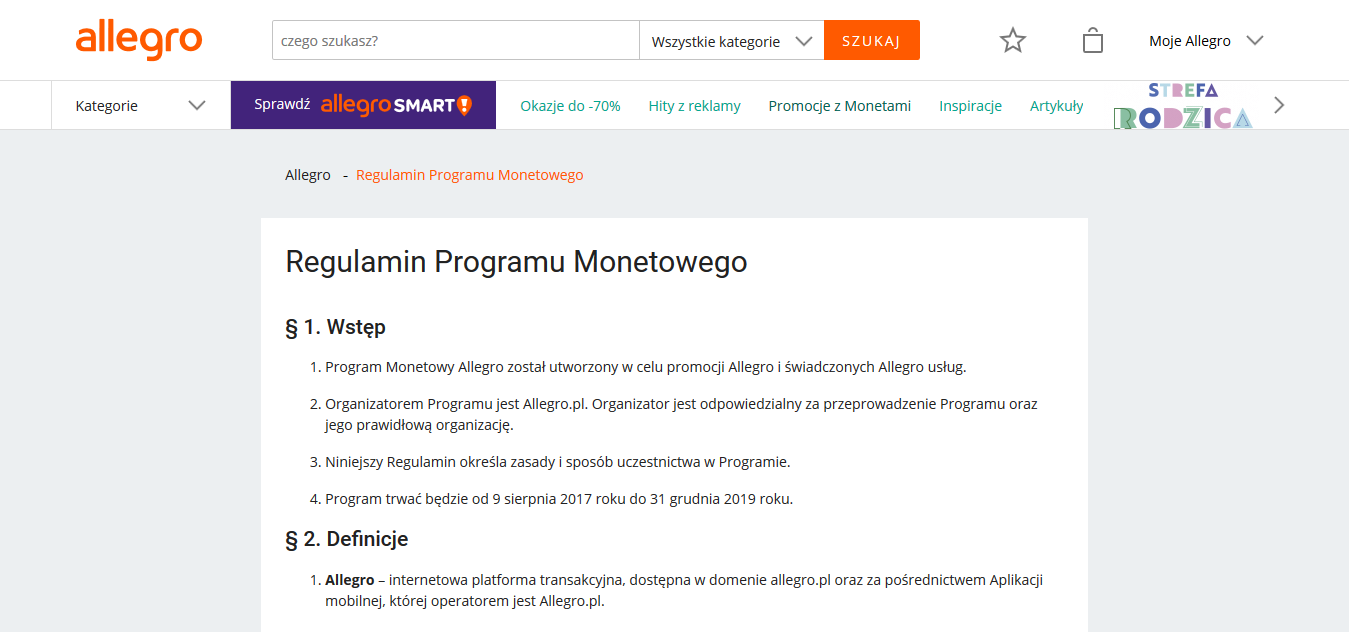 allegro
czego szukasz?
Wszystkie kategorie
SZUKAJ
Moje Allegro
Kategorie
Sprawdź allegro SMART!
Okazje do -70%
Hity z reklamy
Promocje z Monetami
Inspiracje
Artykuły
STREFA
RODZICA
Allegro - Regulamin Programu Monetowego
Regulamin Programu Monetowego
§ 1. Wstęp
1. Program Monetowy Allegro został utworzony w celu promocji Allegro i świadczonych Allegro usług.
2. Organizatorem Programu jest Allegro.pl. Organizator jest odpowiedzialny za przeprowadzenie Programu oraz
jego prawidłową organizację.
3. Niniejszy Regulamin określa zasady i sposób uczestnictwa w Programie.
4. Program trwać będzie od 9 sierpnia 2017 roku do 31 grudnia 2019 roku.
§ 2. Definicje
1. Allegro – internetowa platforma transakcyjna, dostępna w domenie allegro.pl oraz za pośrednictwem Aplikacji
mobilnej, której operatorem jest Allegro.pl.